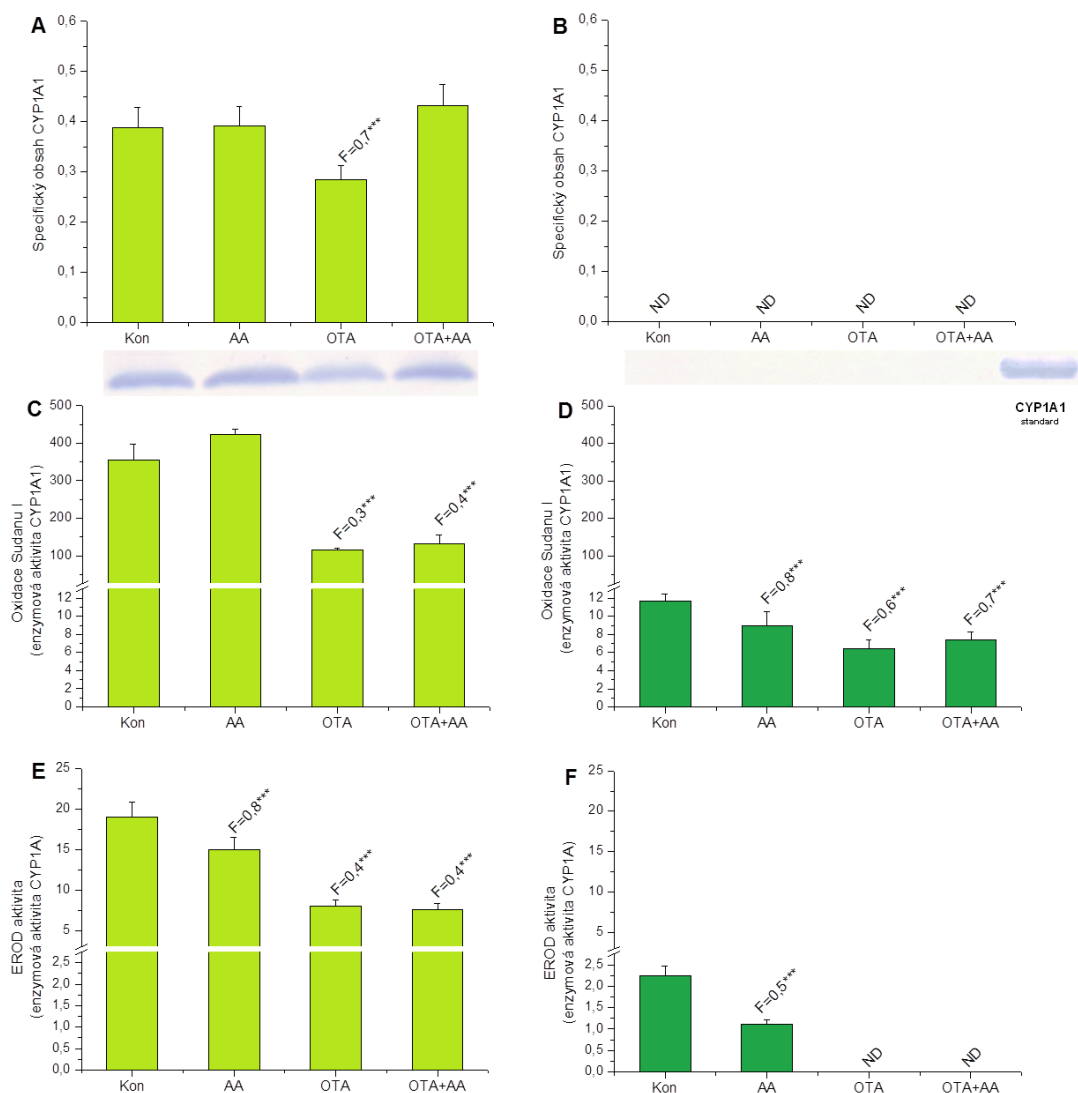 A
Specifický obsah CYP1A1
0,6
0,5
0,4
0,3
0,2
0,1
0,0
F=0,7***
Kon AA OTA OTA+AA
B
Specifický obsah CYP1A1
0,6
0,5
0,4
0,3
0,2
0,1
0,0
ND ND ND ND
Kon AA OTA OTA+AA
CYP1A1
standard
C
Oxidace Sudanu I
(enzymová aktivita CYP1A1)
500
400
300
200
100
12
10
8
6
4
2
0
F=0,3***
F=0,4***
Kon AA OTA OTA+AA
D
Oxidace Sudanu I
(enzymová aktivita CYP1A1)
500
400
300
200
100
12
10
8
6
4
2
0
F=0,8***
F=0,6***
F=0,7***
Kon AA OTA OTA+AA
E
EROD aktivita
(enzymová aktivita CYP1A)
25
20
15
10
5
2,5
2,0
1,5
1,0
0,5
0,0
F=0,8***
F=0,4***
F=0,4***
Kon AA OTA OTA+AA
F
EROD aktivita
(enzymová aktivita CYP1A)
25
20
15
10
5
2,5
2,0
1,5
1,0
0,5
0,0
F=0,5***
ND ND
Kon AA OTA OTA+AA